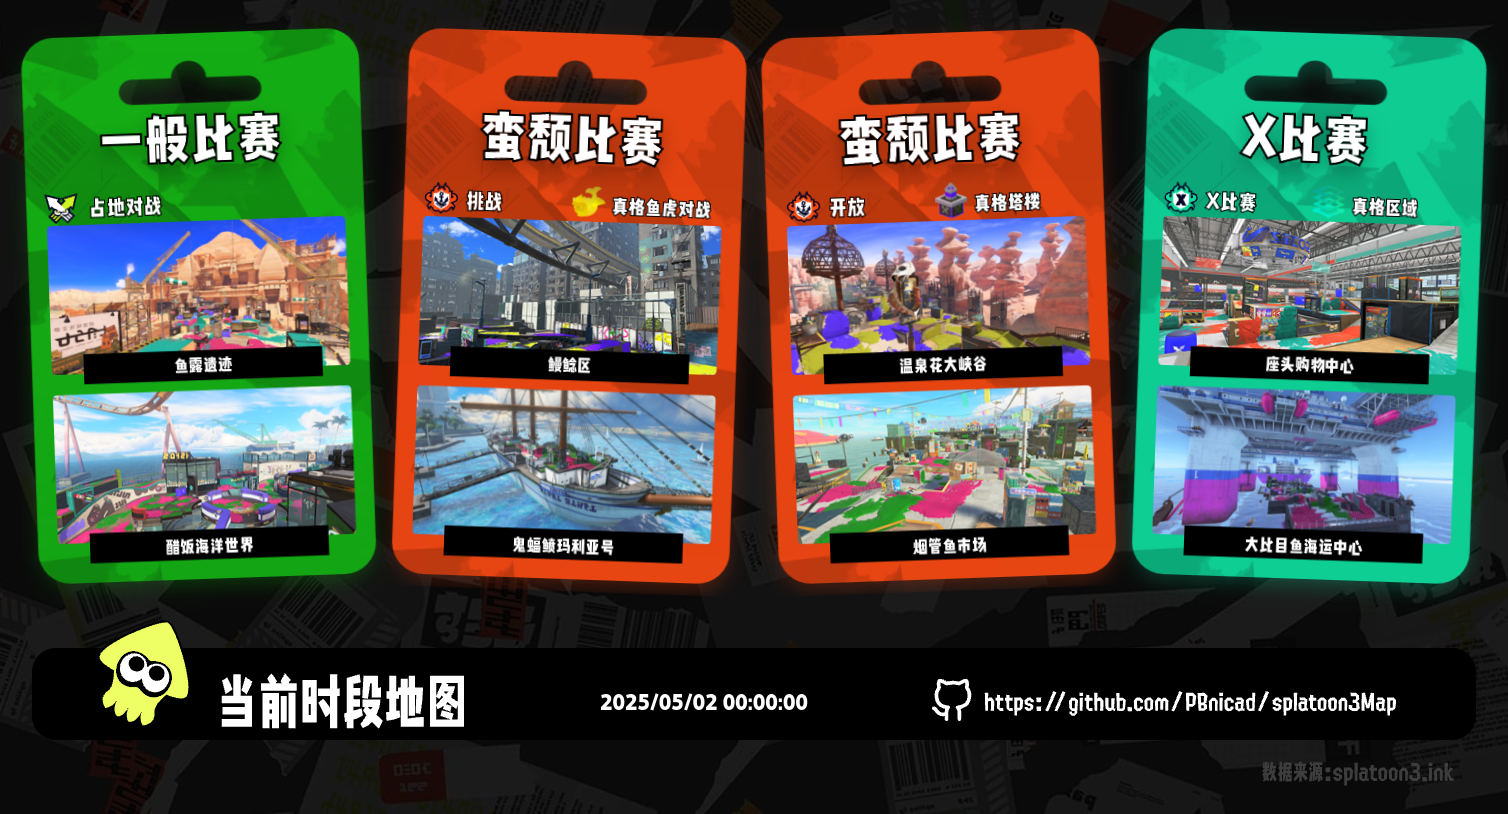 一般比赛
占地对战
鱼露遗迹
醋饭海洋世界
蛮颓比赛
挑战
真格鱼虎对战
鳗鲶区
鬼蝠鲼玛利亚号
蛮颓比赛
开放
真格塔楼
温泉花大峡谷
烟管鱼市场
X比赛
X比赛
真格区域
座头购物中心
大比目鱼海运中心
当前时段地图
2025/05/02 00:00:00
https://github.com/PBnicad/splatoon3Map
数据来源:splatoon3.ink